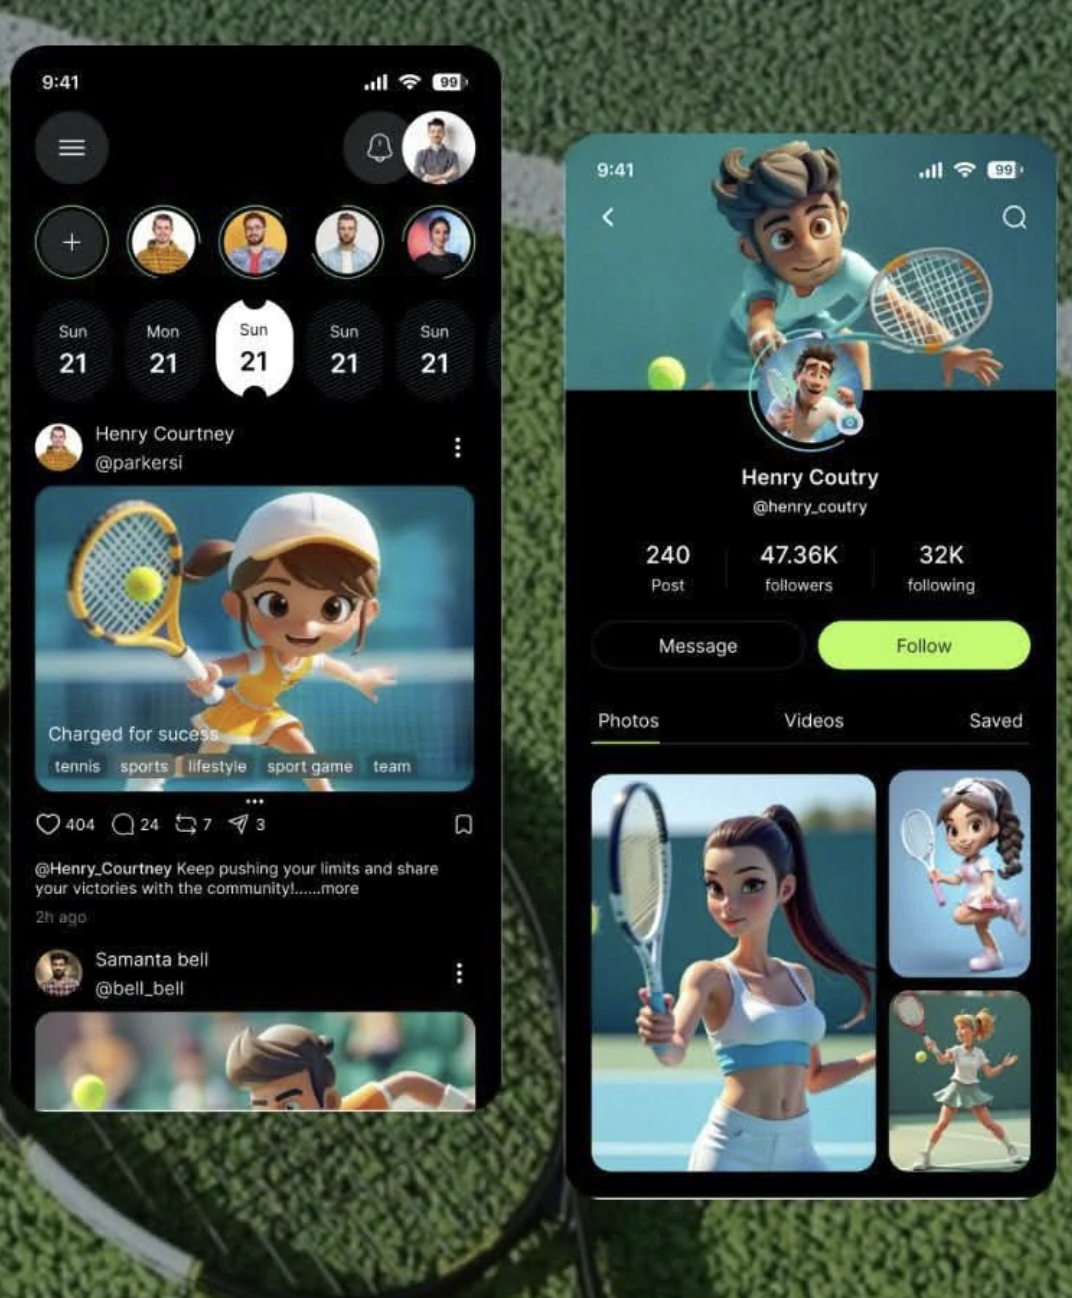 9:41
99
Sun
21
Mon
21
Sun
21
Sun
21
Sun
21
Henry Courtney
@parkersi
Charged for sucess
tennis sports lifestyle sport game team
404 24 7 3
@Henry_Courtney Keep pushing your limits and share
your victories with the community!......more
2h ago
Samanta bell
@bell_bell
9:41
99
Henry Coutry
@henry_coutry
240
Post
47.36K
followers
32K
following
Message
Follow
Photos
Videos
Saved